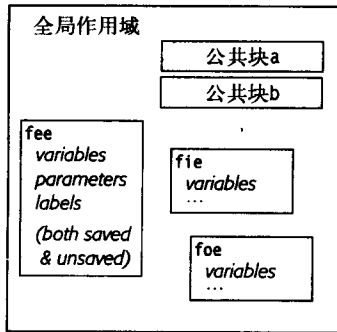 全局作用域
公共块a
公共块b
fee
variables
parameters
labels
(both saved
& unsaved)
fie
variables
...
foe
variables
...